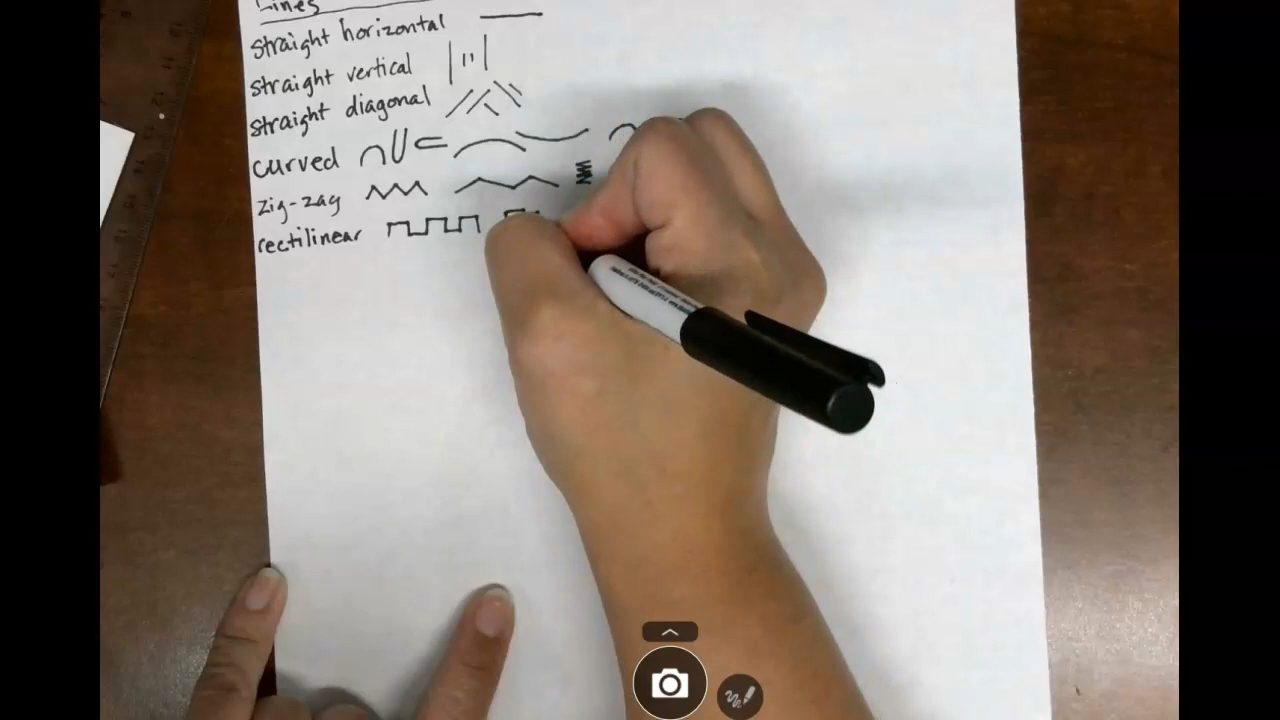 Lines
straight horizontal
straight vertical
straight diagonal
curved
zig-zag
rectilinear